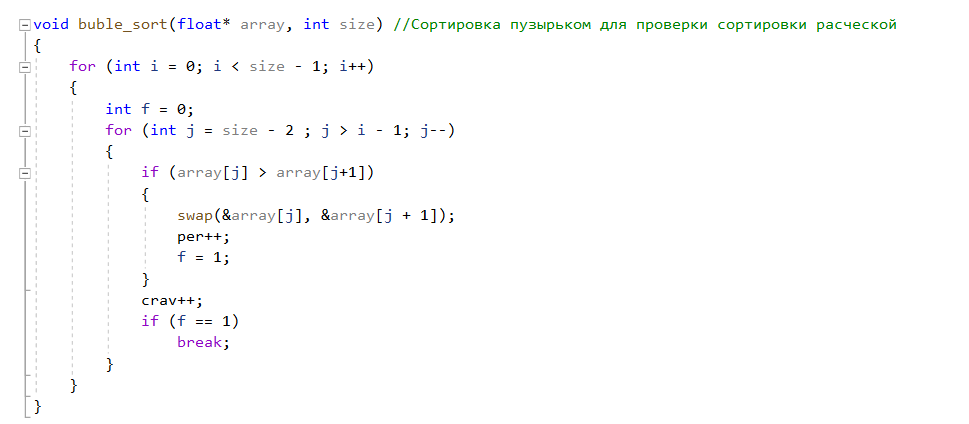 void buble_sort(float* array, int size) //Сортировка пузырьком для проверки сортировки расческой
{
for (int i = 0; i < size - 1; i++)
{
int f = 0;
for (int j = size - 2 ; j > i - 1; j--)
{
if (array[j] > array[j+1])
{
swap(&array[j], &array[j + 1]);
per++;
f = 1;
}
crav++;
if (f == 1)
break;
}
}
}